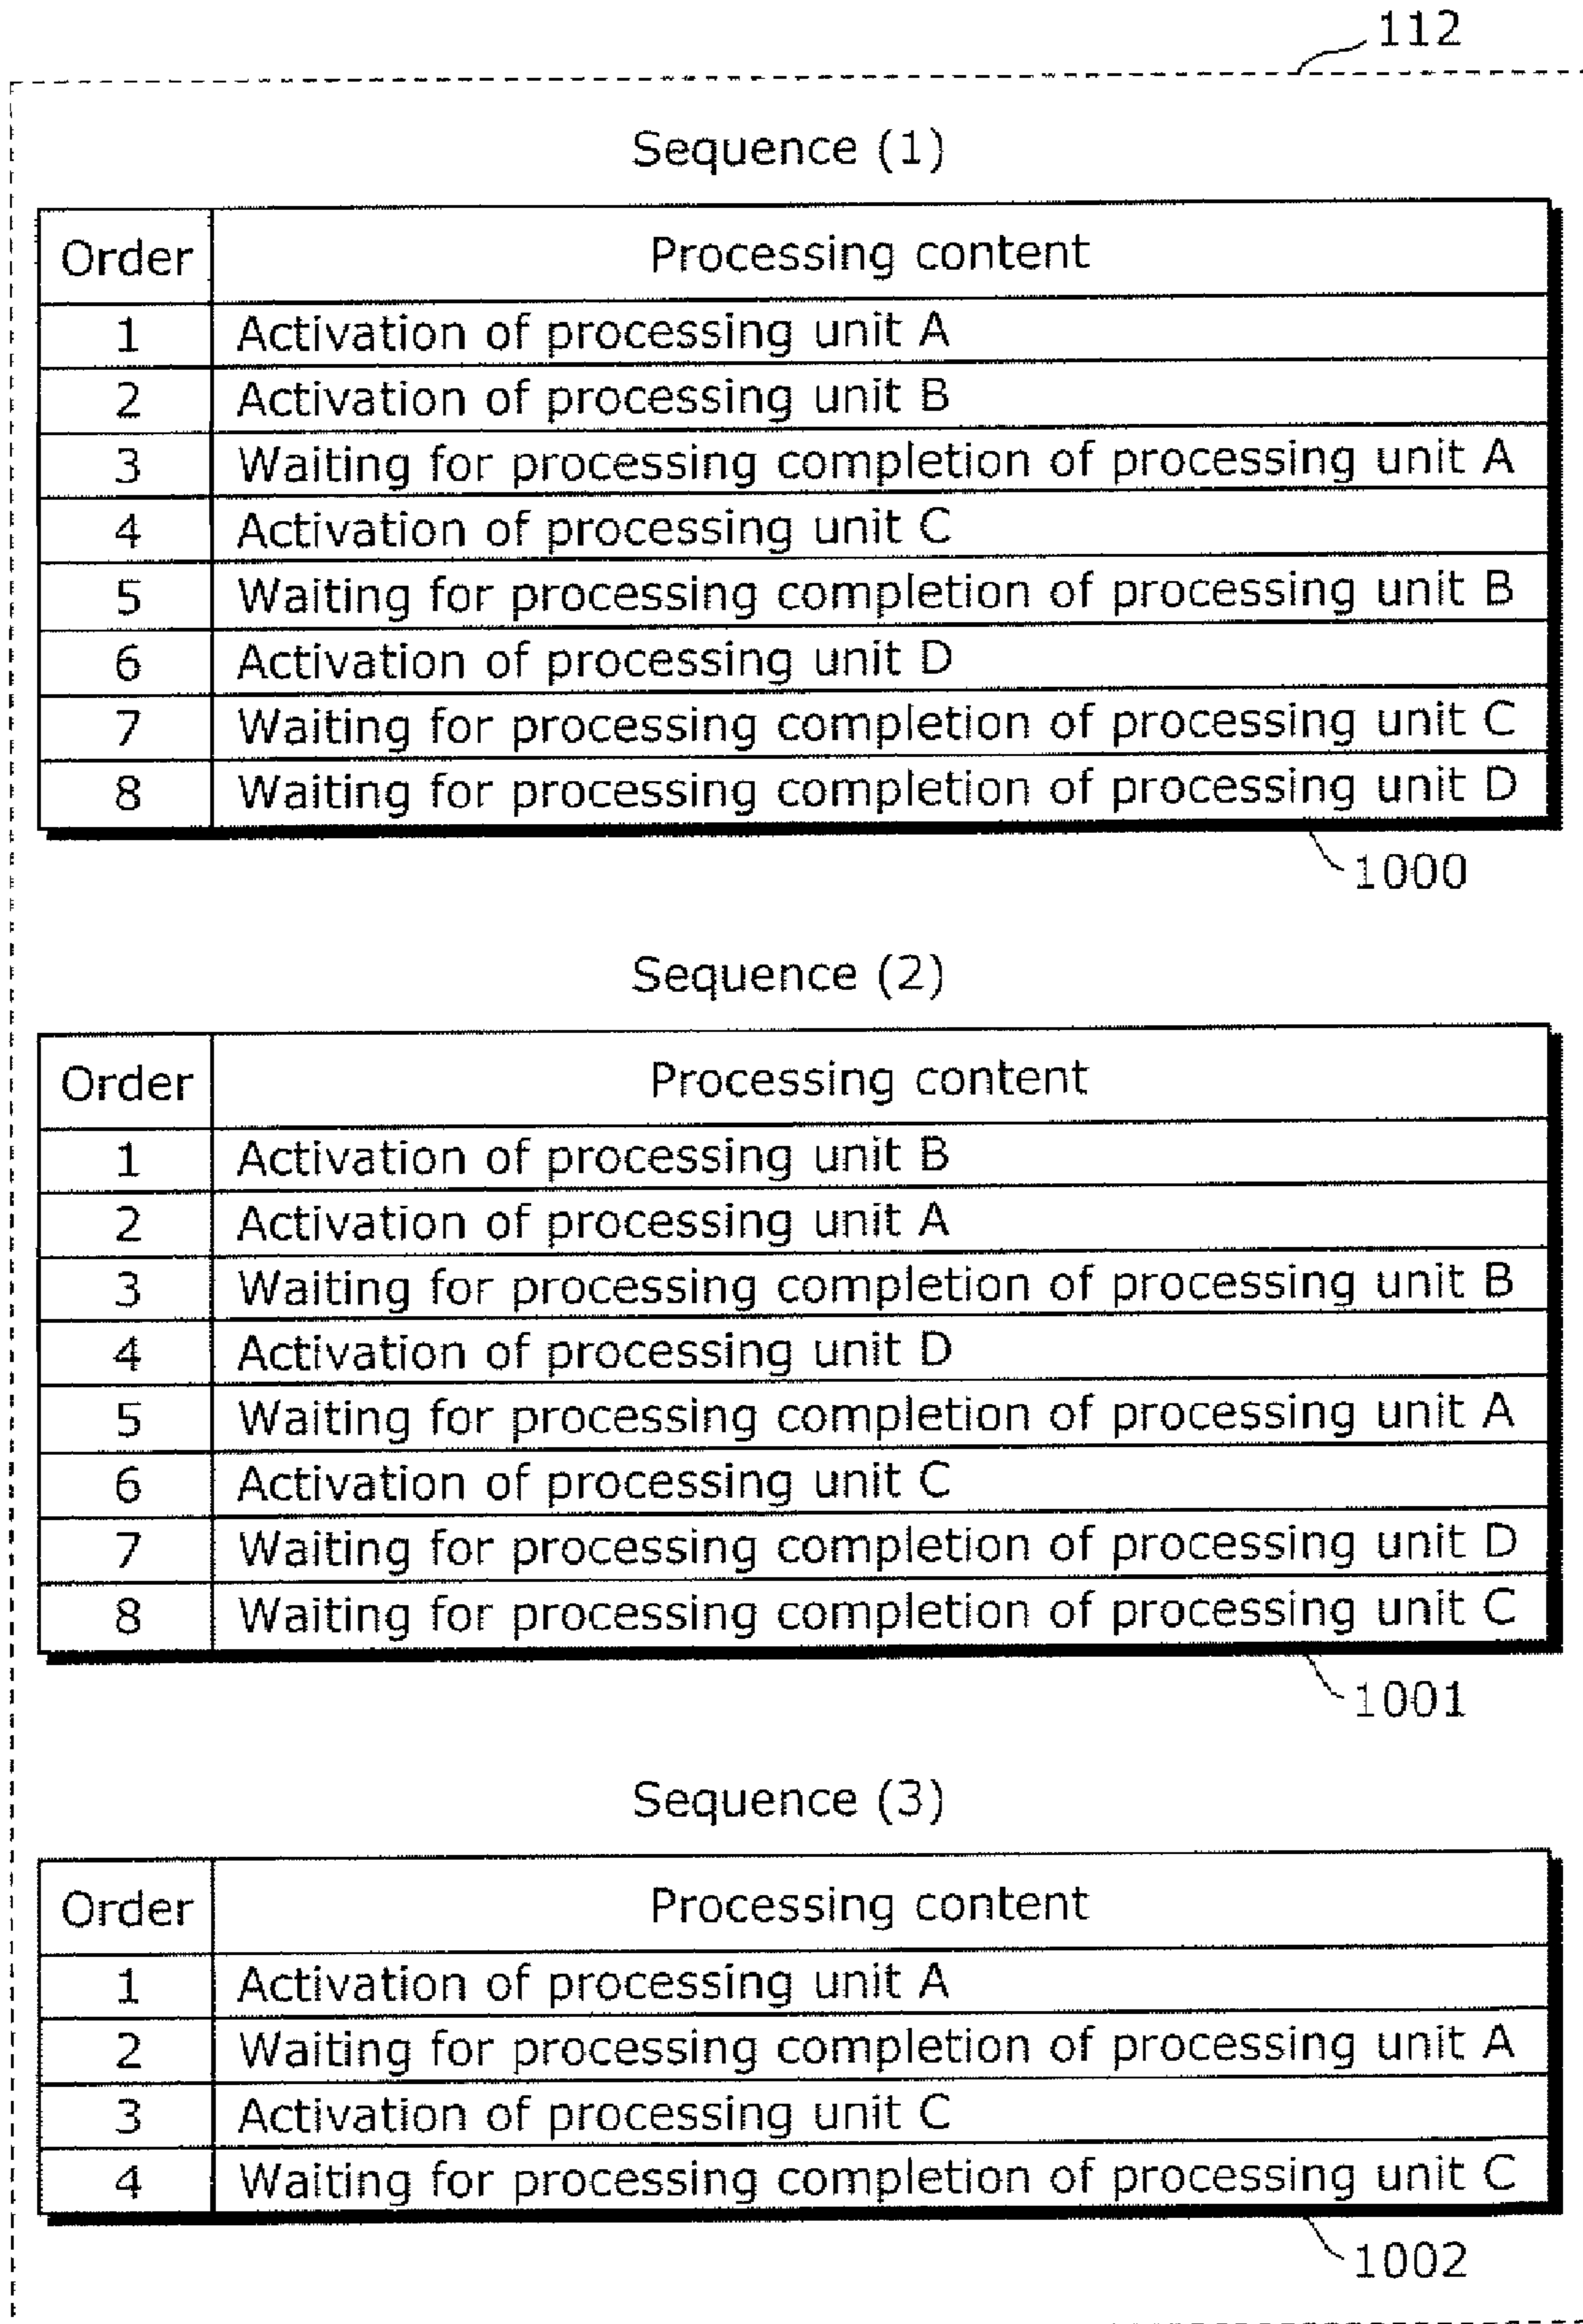 112
Sequence (1)
Order Processing content
1 Activation of processing unit A
2 Activation of processing unit B
3 Waiting for processing completion of processing unit A
4 Activation of processing unit C
5 Waiting for processing completion of processing unit B
6 Activation of processing unit D
7 Waiting for processing completion of processing unit C
8 Waiting for processing completion of processing unit D
1000
Sequence (2)
Order Processing content
1 Activation of processing unit B
2 Activation of processing unit A
3 Waiting for processing completion of processing unit B
4 Activation of processing unit D
5 Waiting for processing completion of processing unit A
6 Activation of processing unit C
7 Waiting for processing completion of processing unit D
8 Waiting for processing completion of processing unit C
1001
Sequence (3)
Order Processing content
1 Activation of processing unit A
2 Waiting for processing completion of processing unit A
3 Activation of processing unit C
4 Waiting for processing completion of processing unit C
1002